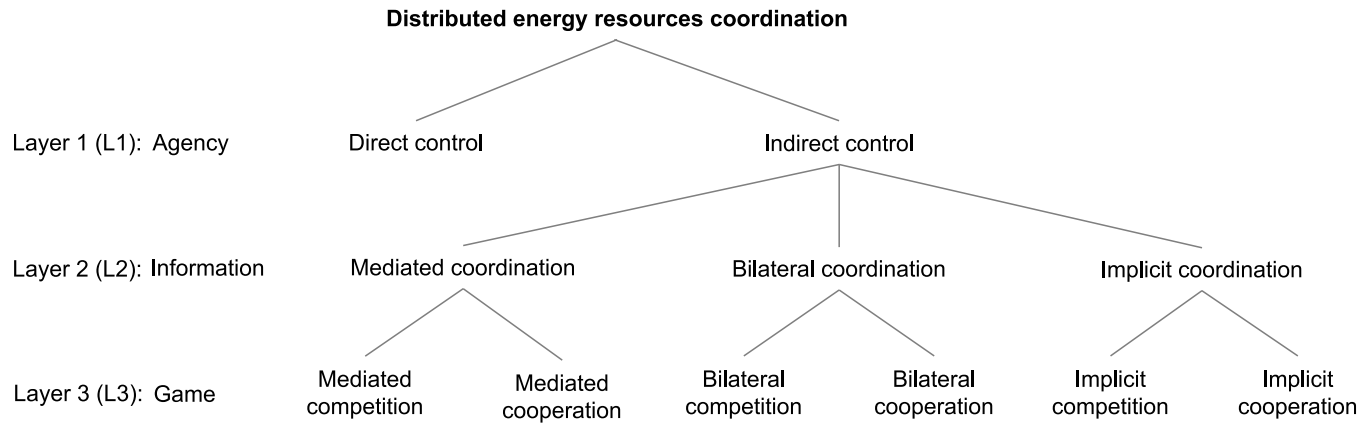 Distributed energy resources coordination
Layer 1 (L1): Agency
Direct control
Indirect control
Layer 2 (L2): Information
Mediated coordination
Bilateral coordination
Implicit coordination
Layer 3 (L3): Game
Mediated
competition
Mediated
cooperation
Bilateral
competition
Bilateral
cooperation
Implicit
competition
Implicit
cooperation